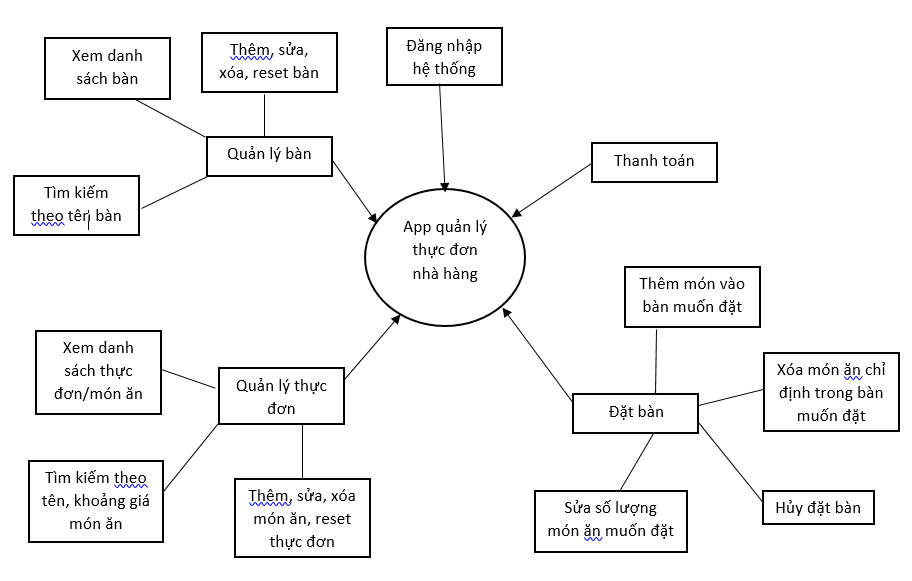 Xem danh
sách bàn
Thêm, sửa,
xóa, reset bàn
Đăng nhập
hệ thống
Quản lý bàn
Thanh toán
Tìm kiếm
theo tên bàn
App quản lý
thực đơn
nhà hàng
Thêm món vào
bàn muốn đặt
Xem danh
sách thực
đơn/món ăn
Quản lý thực
đơn
Đặt bàn
Xóa món ăn chỉ
định trong bàn
muốn đặt
Tìm kiếm theo
tên, khoảng giá
món ăn
Thêm, sửa, xóa
món ăn, reset
thực đơn
Sửa số lượng
món ăn muốn đặt
Hủy đặt bàn